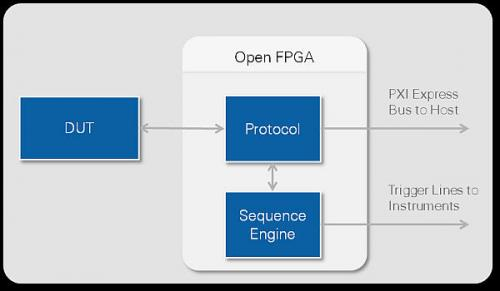 Open FPGA
PXI Express
Bus to Host
DUT
Protocol
Trigger Lines to
Instruments
Sequence
Engine